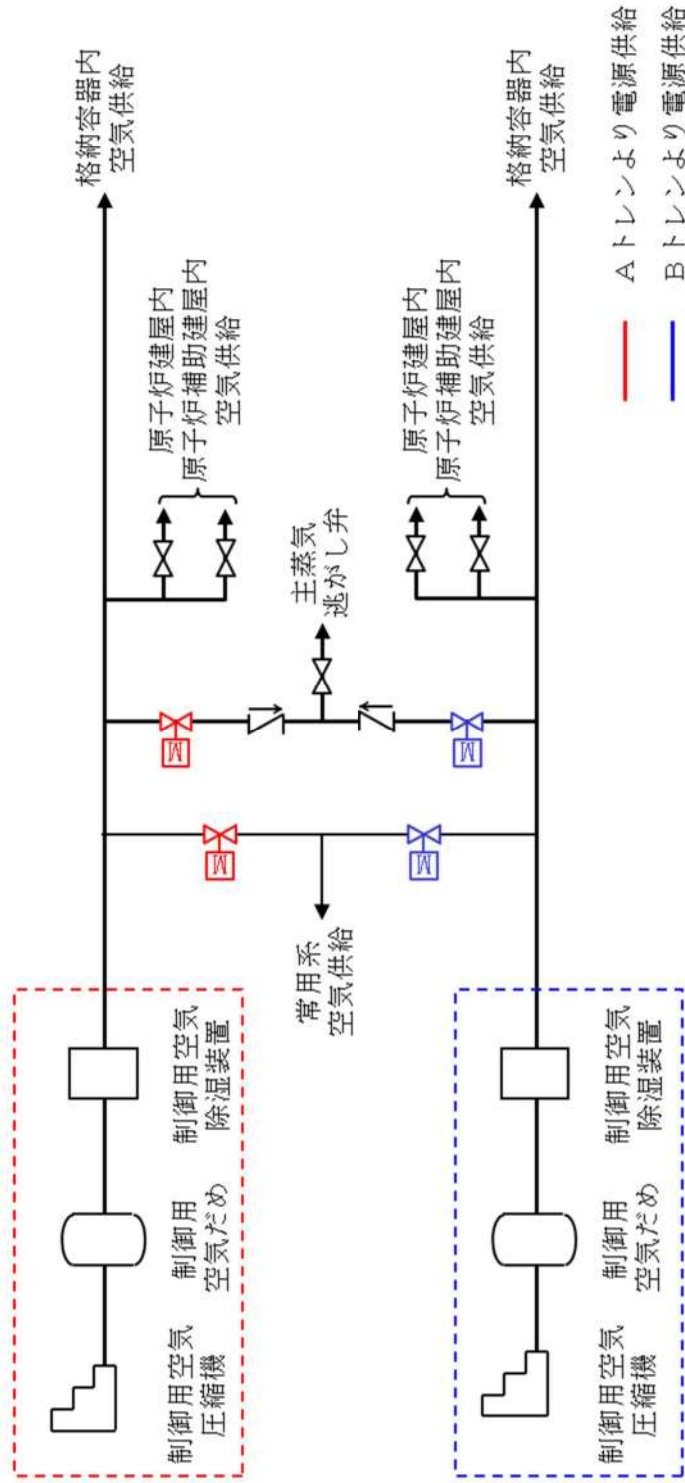 制御用空気
圧縮機
制御用
空気だめ
制御用空気
除湿装置
常用系
空気供給
M
M
M
M
主蒸気
逃がし弁
原子炉建屋内
原子炉補助建屋内
空気供給
格納容器内
空気供給
制御用空気
圧縮機
制御用
空気だめ
制御用空気
除湿装置
原子炉建屋内
原子炉補助建屋内
空気供給
格納容器内
空気供給
Aトレンより電源供給
Bトレンより電源供給